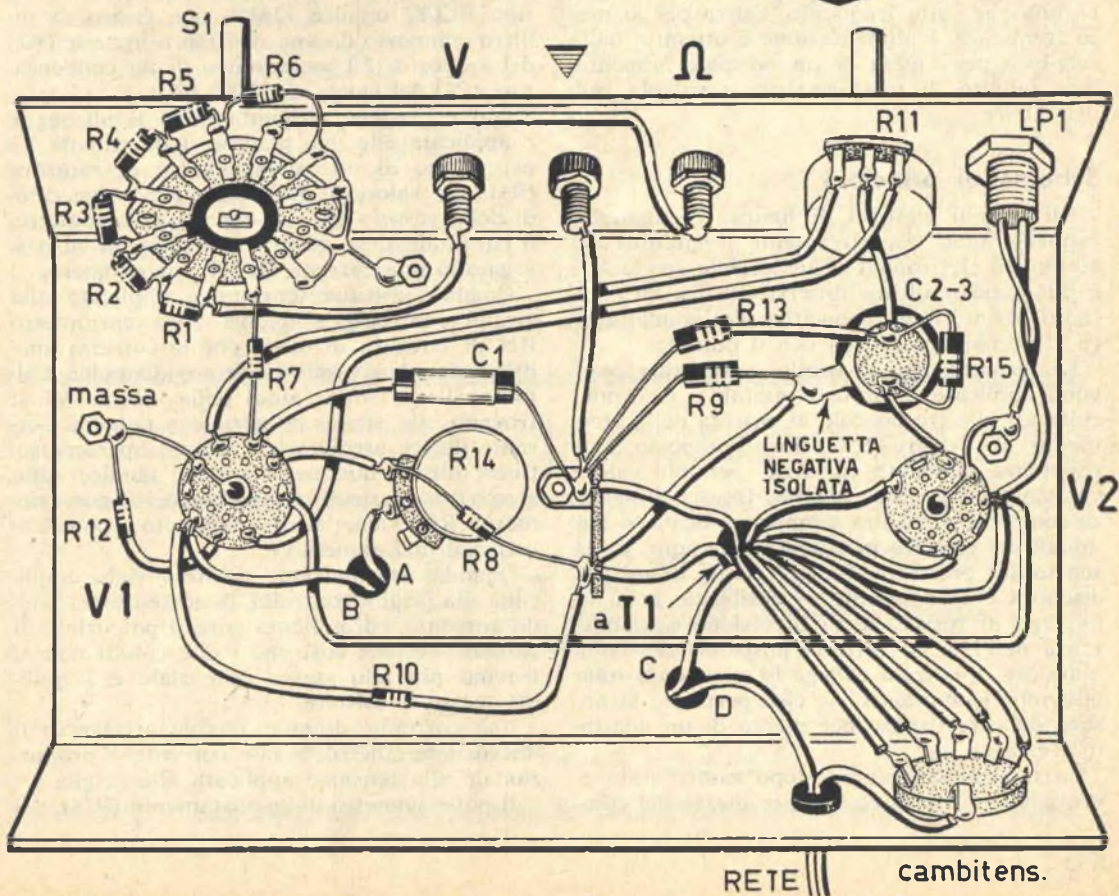 S1
V
Ω
R6
R5
R4
R3
R2
R1
R11
LP1
C2-3
R13
R15
R9
R7
C1
massa
LINGUETTA
NEGATIVA
ISOLATA
R14
R12
R8
V2
A
B
V1
a T1
C
D
R10
RETE
cambitens.